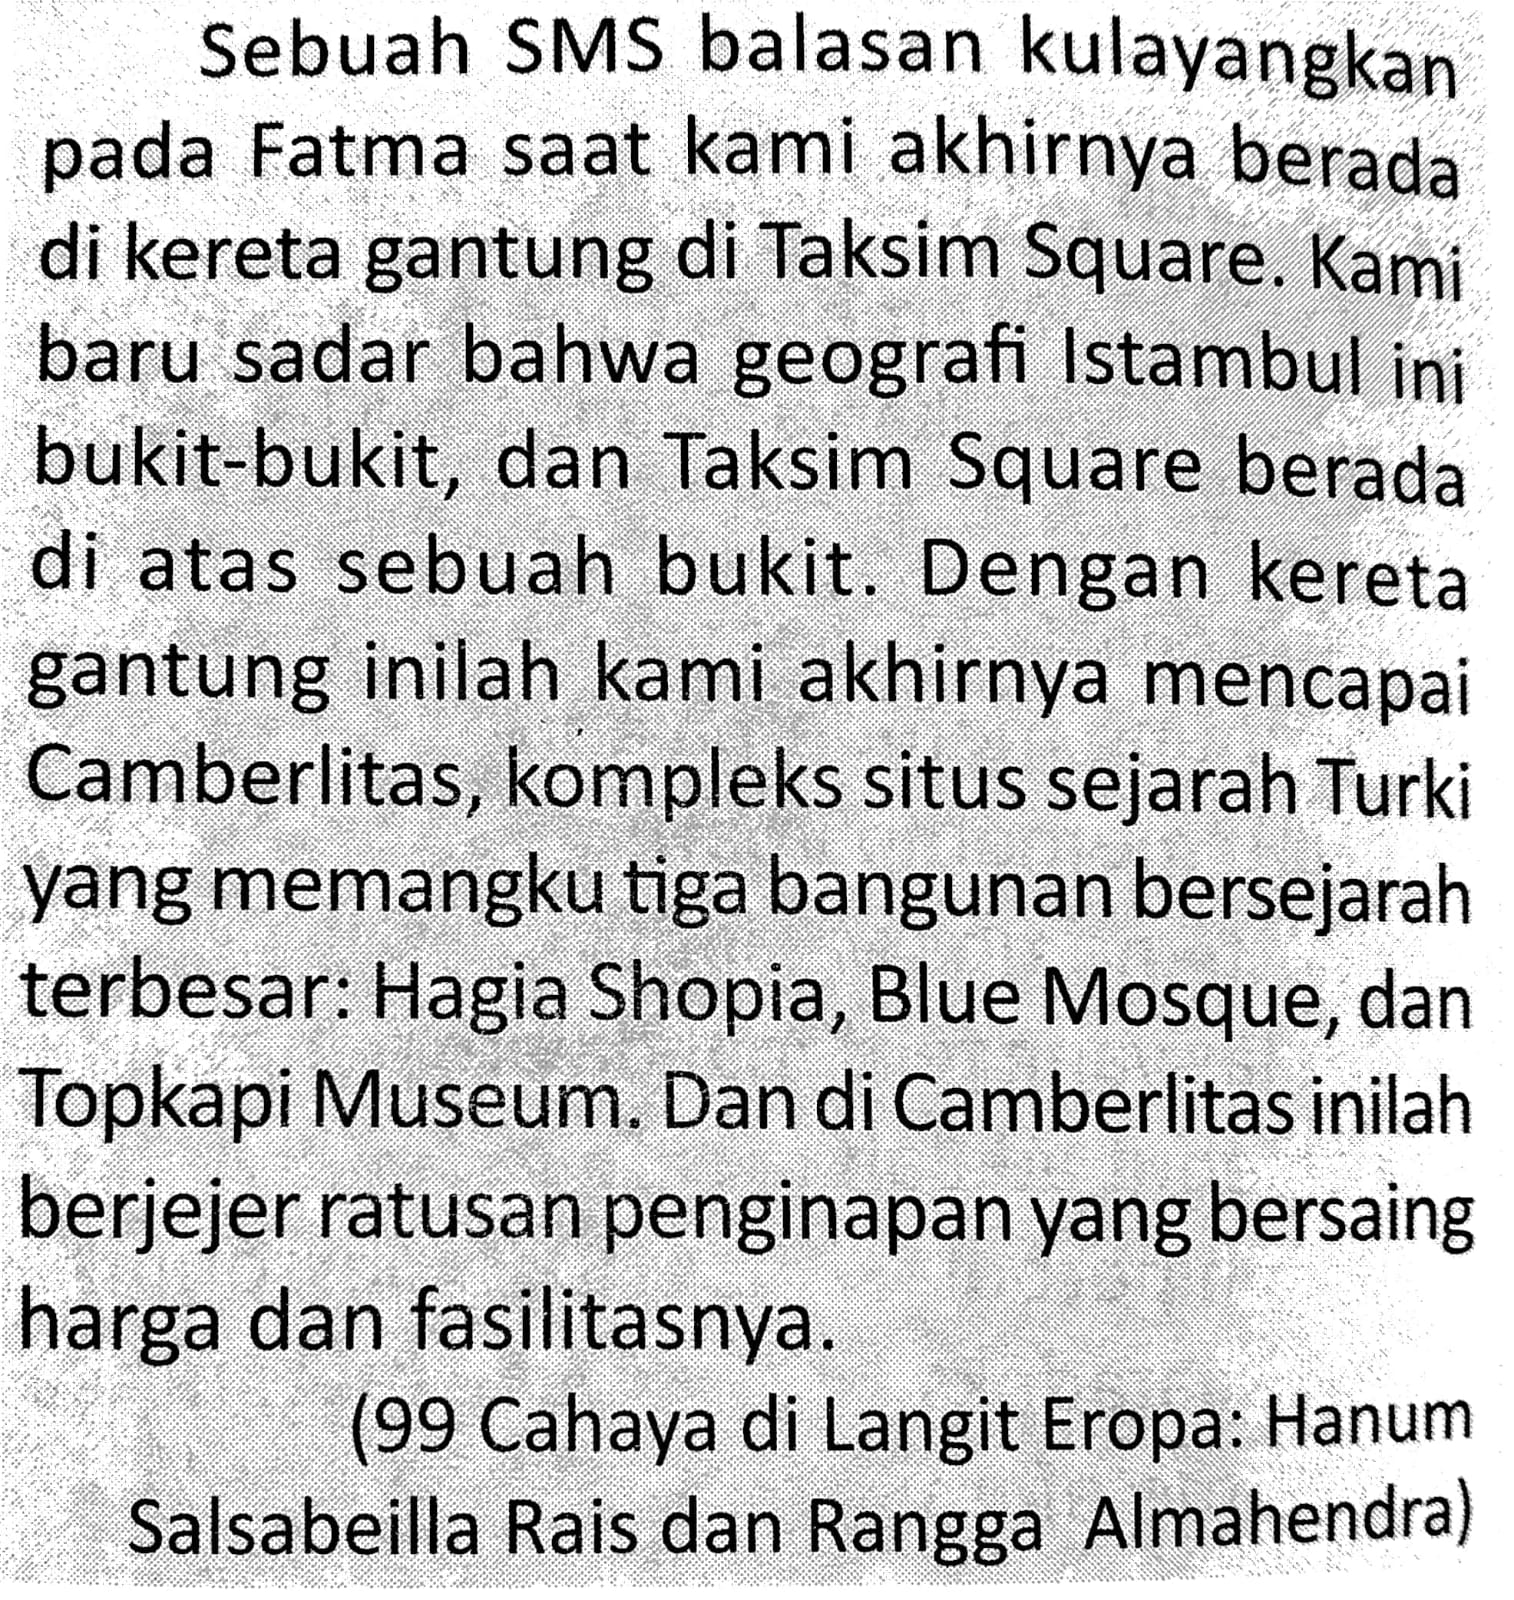 Sebuah SMS balasan kulayangkan
pada Fatma saat kami akhirnya berada
di kereta gantung di Taksim Square. Kami
baru sadar bahwa geografi Istambul ini
bukit-bukit, dan Taksim Square berada
di atas sebuah bukit. Dengan kereta
gantung inilah kami akhirnya mencapai
Camberlitas, kompleks situs sejarah Turki
yang memangku tiga bangunan bersejarah
terbesar: Hagia Shopia, Blue Mosque, dan
Topkapi Museum. Dan di Camberlitas inilah
berjejer ratusan penginapan yang bersaing
harga dan fasilitasnya.
(99 Cahaya di Langit Eropa: Hanum
Salsabeilla Rais dan Rangga Almahendra)